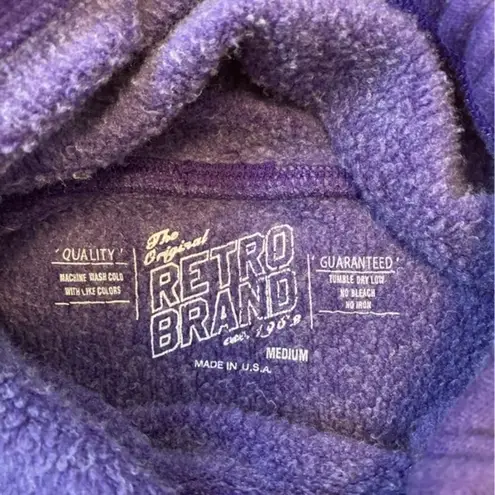 'QUALITY'
MACHINE WASH COLD
WITH LIKE COLORS
The
Original
RETRO
BRAND
est. 1969
MEDIUM
MADE IN U.S.A.
'GUARANTEED'
TUMBLE DRY LOW
NO BLEACH
NO IRON